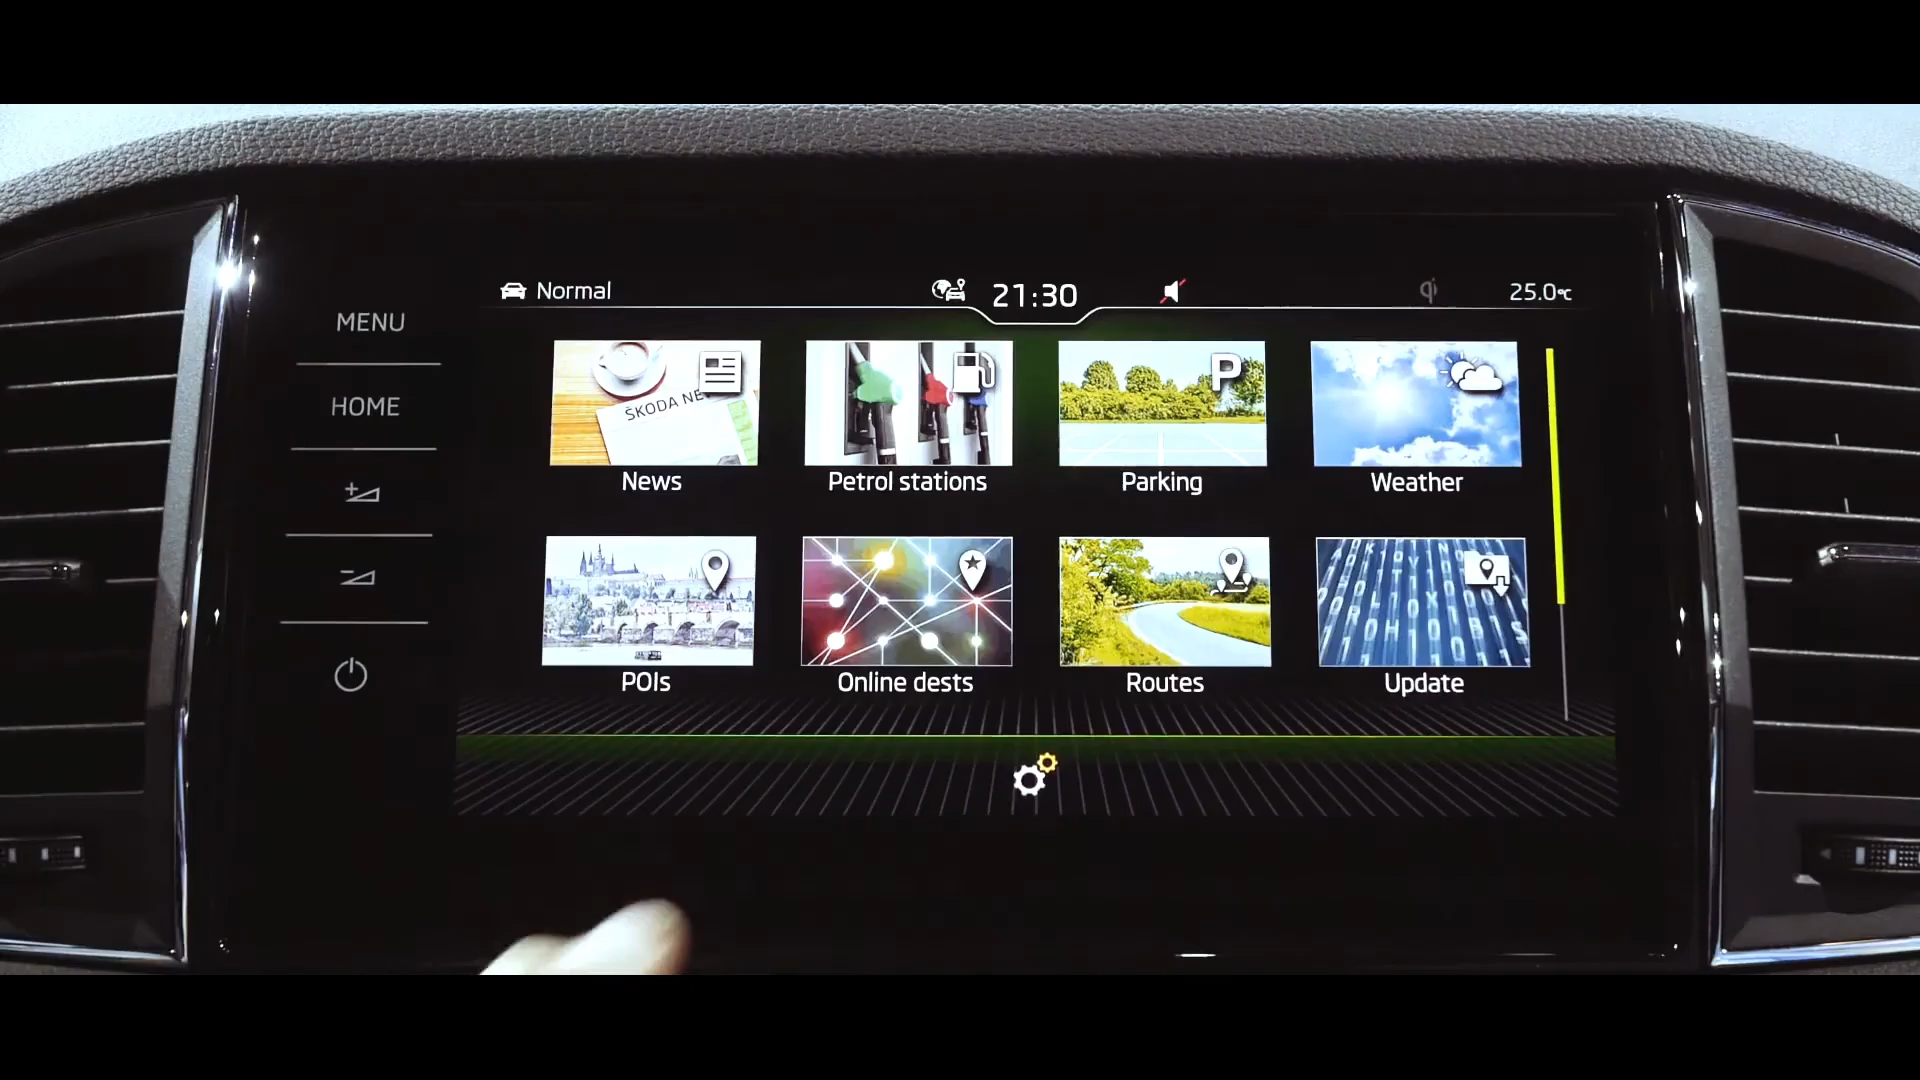 Normal
21:30
25.0°C
MENU
HOME
ŠKODA NE
News
Petrol stations
P
Parking
Weather
POIs
Online dests
Routes
Update